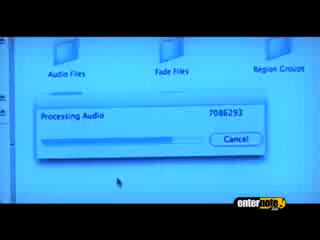 Audio Files
Fade Files
Region Groups
Processing Audio
7086293
Cancel
enternote